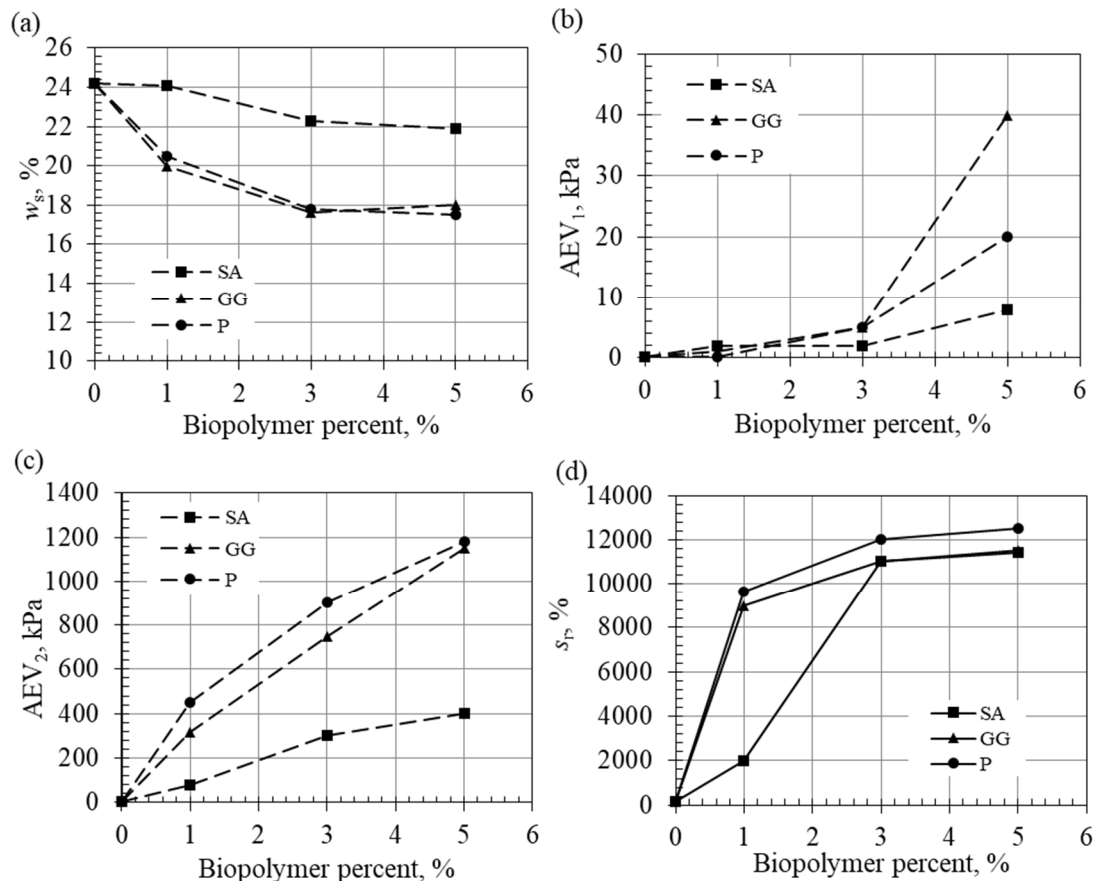 (a)
26
24
22
20
18
16
14
12
10
wₛ, %
SA
GG
P
0 1 2 3 4 5 6
Biopolymer percent, %
(b)
50
40
30
20
10
0
AEV₁, kPa
SA
GG
P
0 1 2 3 4 5 6
Biopolymer percent, %
(c)
1400
1200
1000
800
600
400
200
0
AEV₂, kPa
SA
GG
P
0 1 2 3 4 5 6
Biopolymer percent, %
(d)
14000
12000
10000
8000
6000
4000
2000
0
sᵣ, %
SA
GG
P
0 1 2 3 4 5 6
Biopolymer percent, %